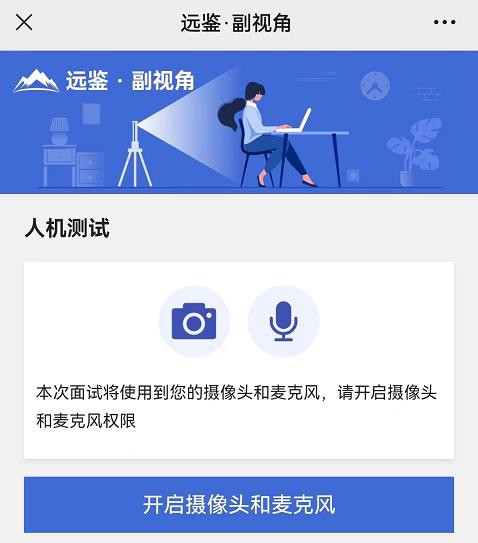 远鉴·副视角
远鉴·副视角
人机测试
本次面试将使用到您的摄像头和麦克风，请开启摄像头
和麦克风权限
开启摄像头和麦克风